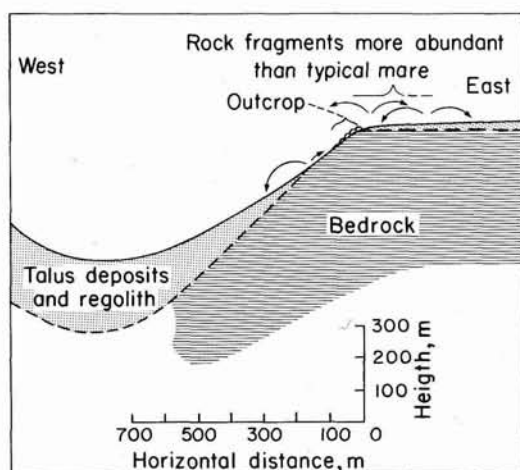 Rock fragments more abundant
than typical mare
West
East
Outcrop
Bedrock
Talus deposits
and regolith
300
200
100
Heigth, m
700 500 300 100 0
Horizontal distance, m